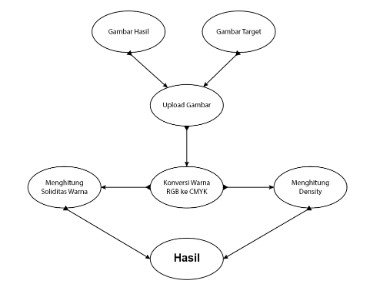 Gambar Hasil
Gambar Target
Upload Gambar
Menghitung
Soliditas Warna
Konversi Warna
RGB ke CMYK
Menghitung
Density
Hasil